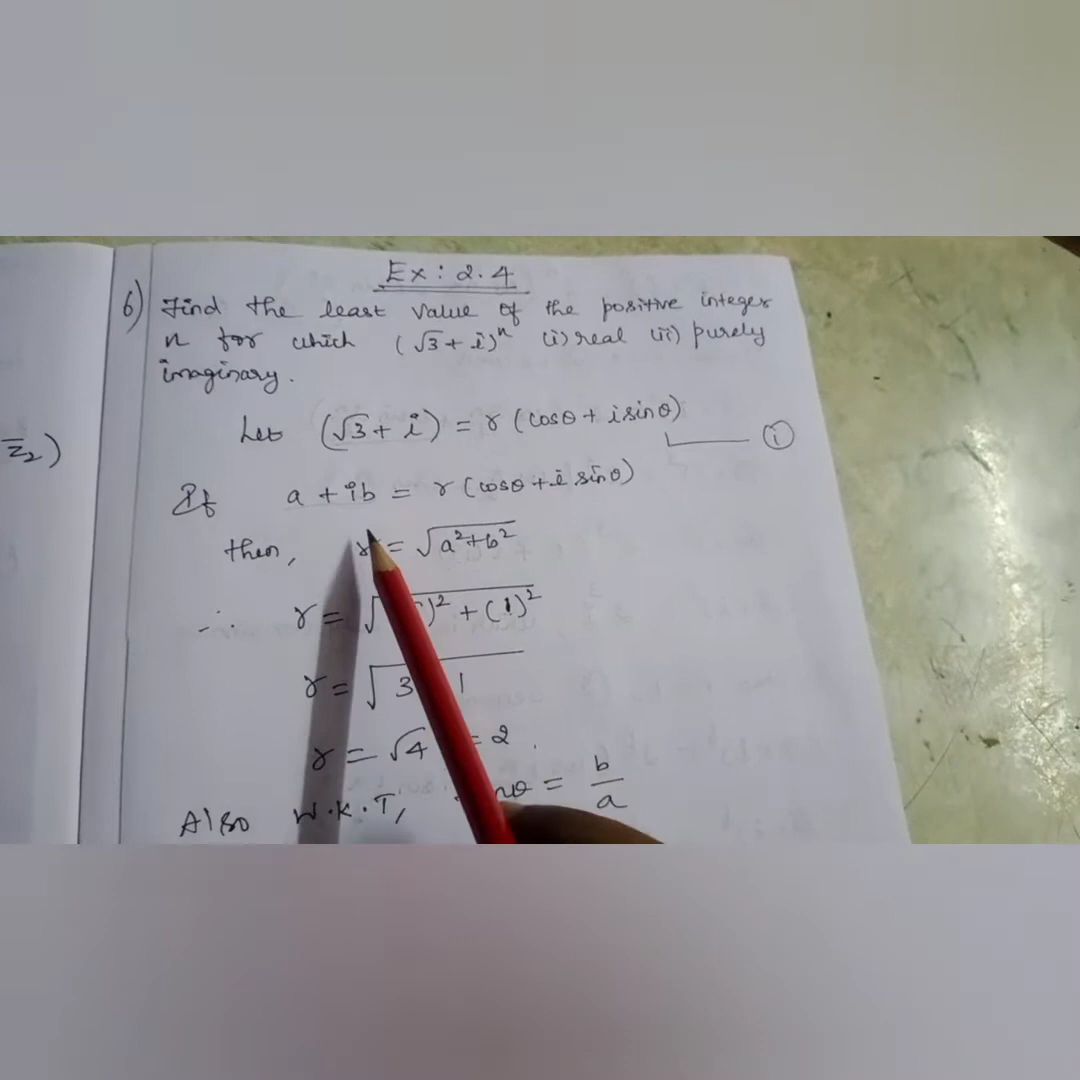 Ex: 2.4
6) Find the least value of the positive integer
n for which (√3 + i)ⁿ (i) real (ii) purely
imaginary.
Let (√3 + i) = r (cosθ + i sinθ)
①
z̅₂)
If a + ib = r (cosθ + i sinθ)
then, r = √a²+b²
∴ r = √ )² + (1)²
r = √3 1
r = √4 = 2.
Also W.K.T, = b/a